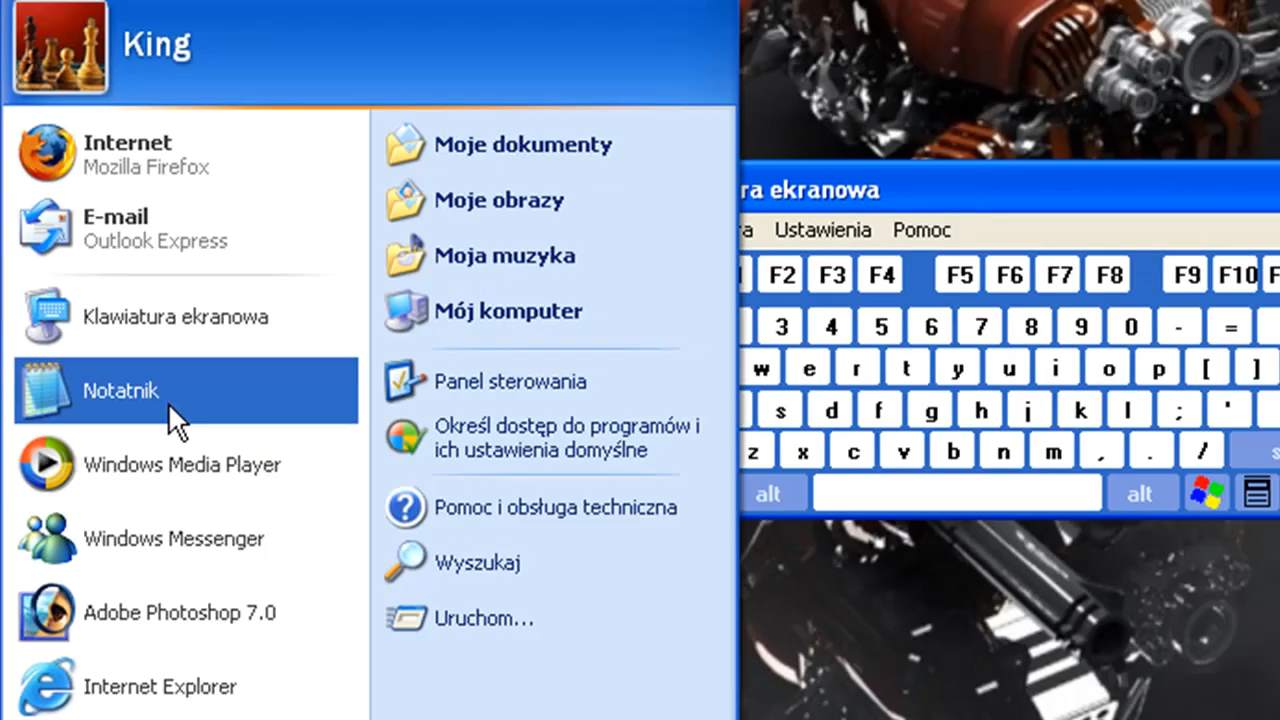 King
Internet
Mozilla Firefox
E-mail
Outlook Express
Klawiatura ekranowa
Notatnik
Windows Media Player
Windows Messenger
Adobe Photoshop 7.0
Internet Explorer
Moje dokumenty
Moje obrazy
Moja muzyka
Mój komputer
Panel sterowania
Określ dostęp do programów i
ich ustawienia domyślne
Pomoc i obsługa techniczna
Wyszukaj
Uruchom...
ra ekranowa
a Ustawienia Pomoc
F2 F3 F4 F5 F6 F7 F8 F9 F10 F
3 4 5 6 7 8 9 0 - =
w e r t y u i o p [ ]
s d f g h j k l ; '
z x c v b n m , . / s
alt alt